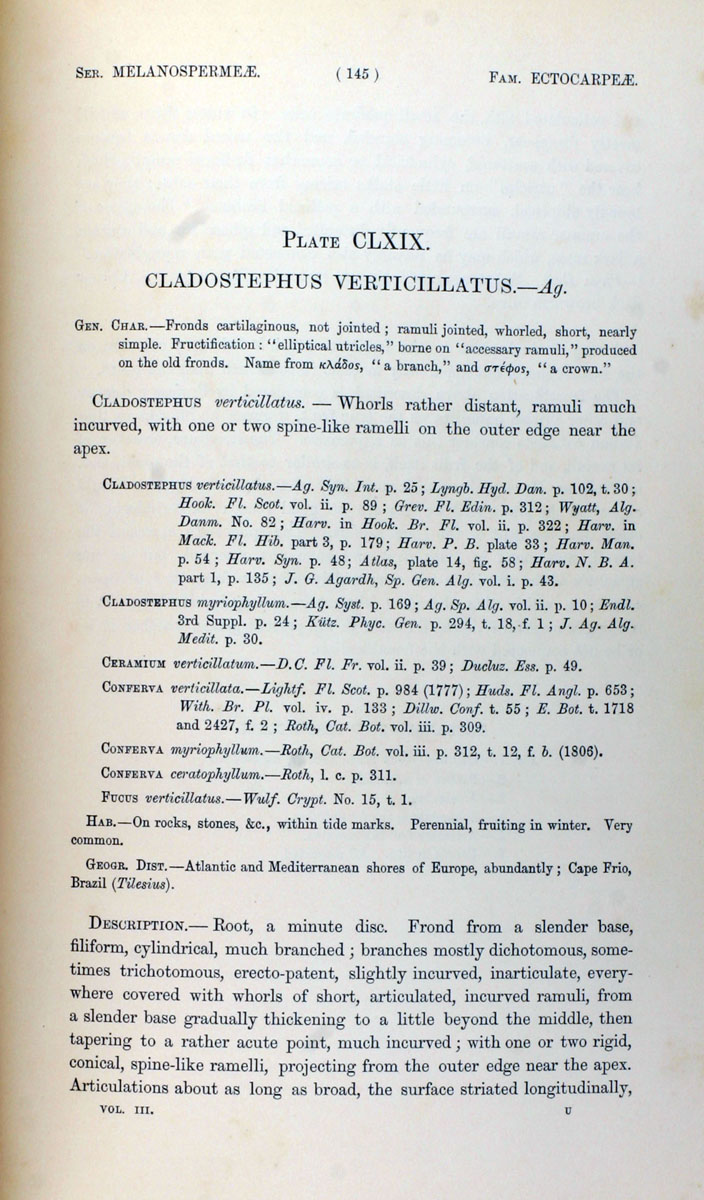 Ser. MELANOSPERMEÆ. ( 145 ) Fam. ECTOCARPEÆ.
Plate CLXIX.
CLADOSTEPHUS VERTICILLATUS.—Ag.
Gen. Char.—Fronds cartilaginous, not jointed; ramuli jointed, whorled, short, nearly
simple. Fructification: “elliptical utricles,” borne on “accessary ramuli,” produced
on the old fronds. Name from κλάδος, “a branch,” and στέφος, “a crown.”
Cladostephus verticillatus. — Whorls rather distant, ramuli much
incurved, with one or two spine-like ramelli on the outer edge near the
apex.
Cladostephus verticillatus.—Ag. Syn. Int. p. 25; Lyngb. Hyd. Dan. p. 102, t. 30;
Hook. Fl. Scot. vol. ii. p. 89; Grev. Fl. Edin. p. 312; Wyatt, Alg.
Danm. No. 82; Harv. in Hook. Br. Fl. vol. ii. p. 322; Harv. in
Mack. Fl. Hib. part 3, p. 179; Harv. P. B. plate 33; Harv. Man.
p. 54; Harv. Syn. p. 48; Atlas, plate 14, fig. 58; Harv. N. B. A.
part 1, p. 135; J. G. Agardh, Sp. Gen. Alg. vol. i. p. 43.
Cladostephus myriophyllum.—Ag. Syst. p. 169; Ag. Sp. Alg. vol. ii. p. 10; Endl.
3rd Suppl. p. 24; Kütz. Phyc. Gen. p. 294, t. 18, f. 1; J. Ag. Alg.
Medit. p. 30.
Ceramium verticillatum.—D.C. Fl. Fr. vol. ii. p. 39; Ducluz. Ess. p. 49.
Conferva verticillata.—Lightf. Fl. Scot. p. 984 (1777); Huds. Fl. Angl. p. 653;
With. Br. Pl. vol. iv. p. 133; Dillw. Conf. t. 55; E. Bot. t. 1718
and 2427, f. 2; Roth, Cat. Bot. vol. iii. p. 309.
Conferva myriophyllum.—Roth, Cat. Bot. vol. iii. p. 312, t. 12, f. b. (1806).
Conferva ceratophyllum.—Roth, l. c. p. 311.
Fucus verticillatus.—Wulf. Crypt. No. 15, t. 1.
Hab.—On rocks, stones, &c., within tide marks. Perennial, fruiting in winter. Very
common.
Geogr. Dist.—Atlantic and Mediterranean shores of Europe, abundantly; Cape Frio,
Brazil (Tilesius).
Description.— Root, a minute disc. Frond from a slender base,
filiform, cylindrical, much branched; branches mostly dichotomous, some-
times trichotomous, erecto-patent, slightly incurved, inarticulate, every-
where covered with whorls of short, articulated, incurved ramuli, from
a slender base gradually thickening to a little beyond the middle, then
tapering to a rather acute point, much incurved; with one or two rigid,
conical, spine-like ramelli, projecting from the outer edge near the apex.
Articulations about as long as broad, the surface striated longitudinally,
VOL. III. U